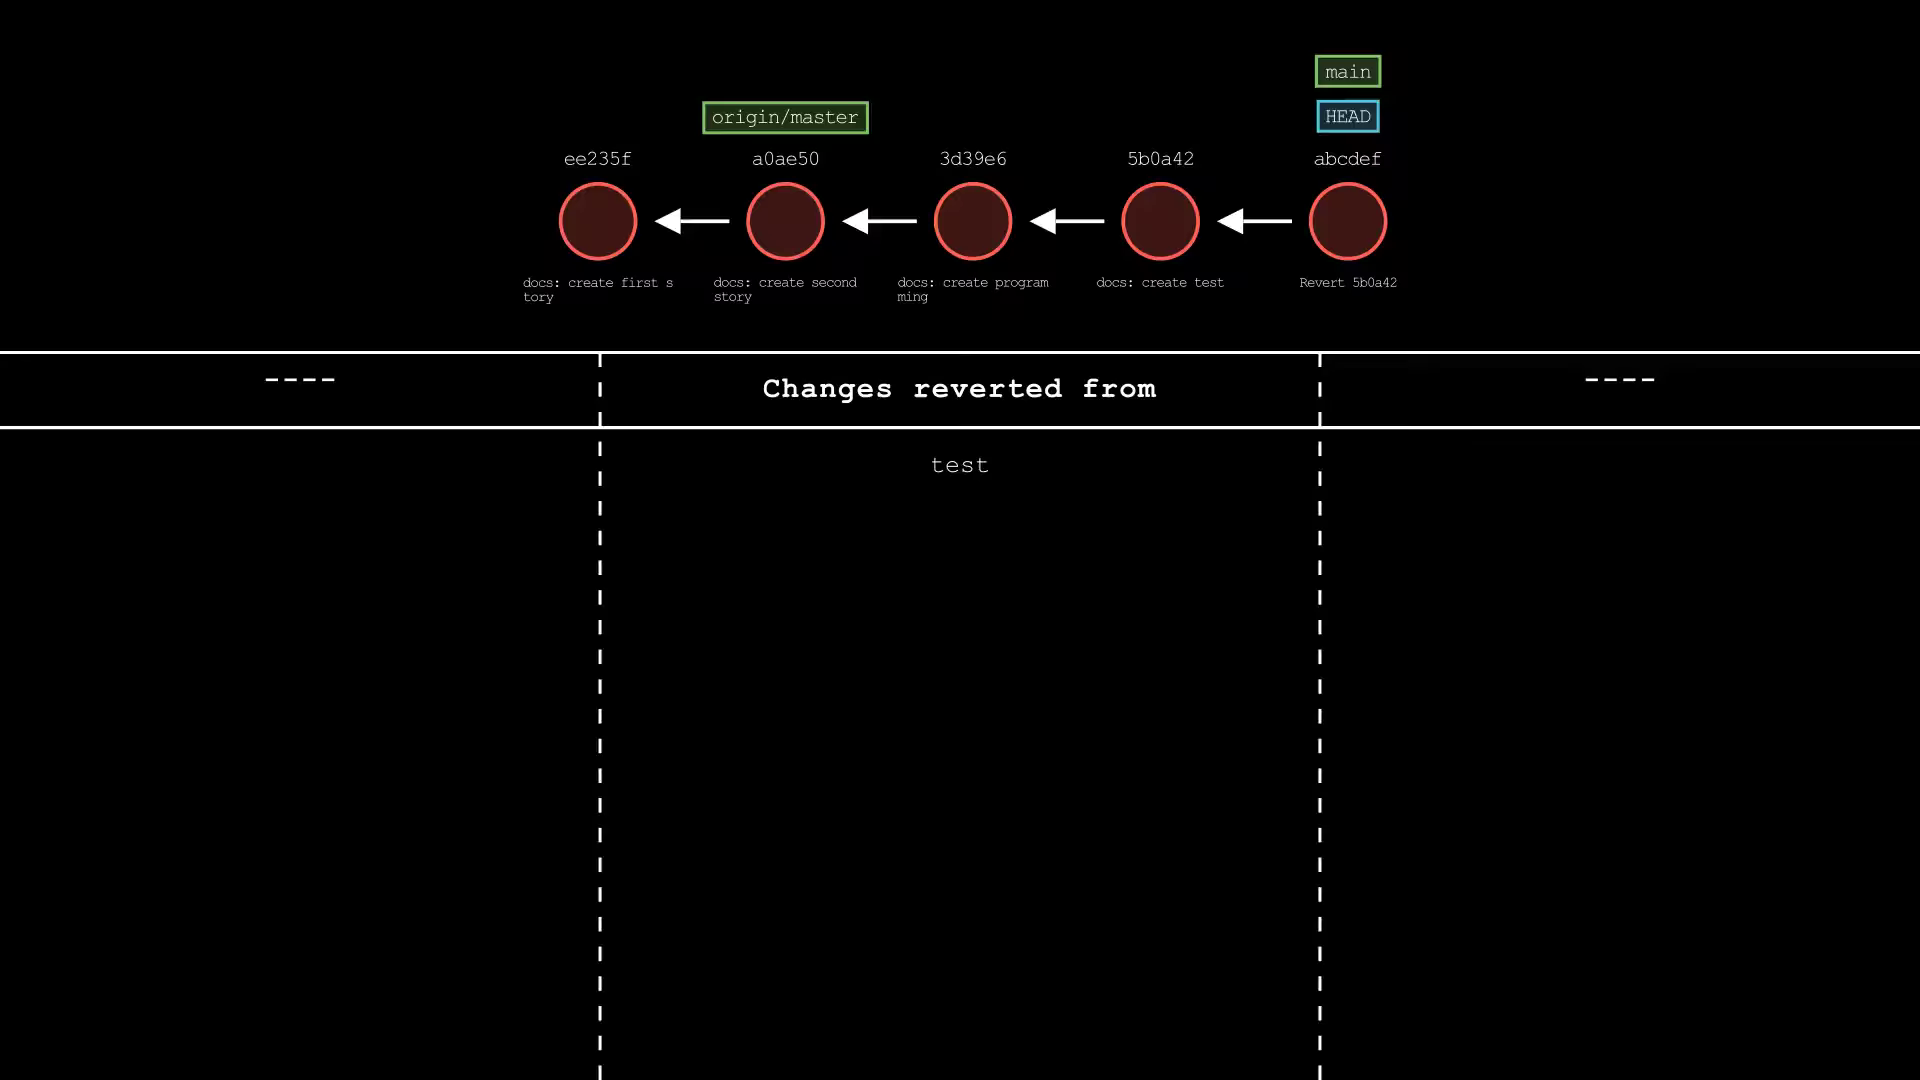 main
origin/master
HEAD
ee235f
a0ae50
3d39e6
5b0a42
abcdef
docs: create first s
tory
docs: create second
story
docs: create program
ming
docs: create test
Revert 5b0a42
----
Changes reverted from
----
test